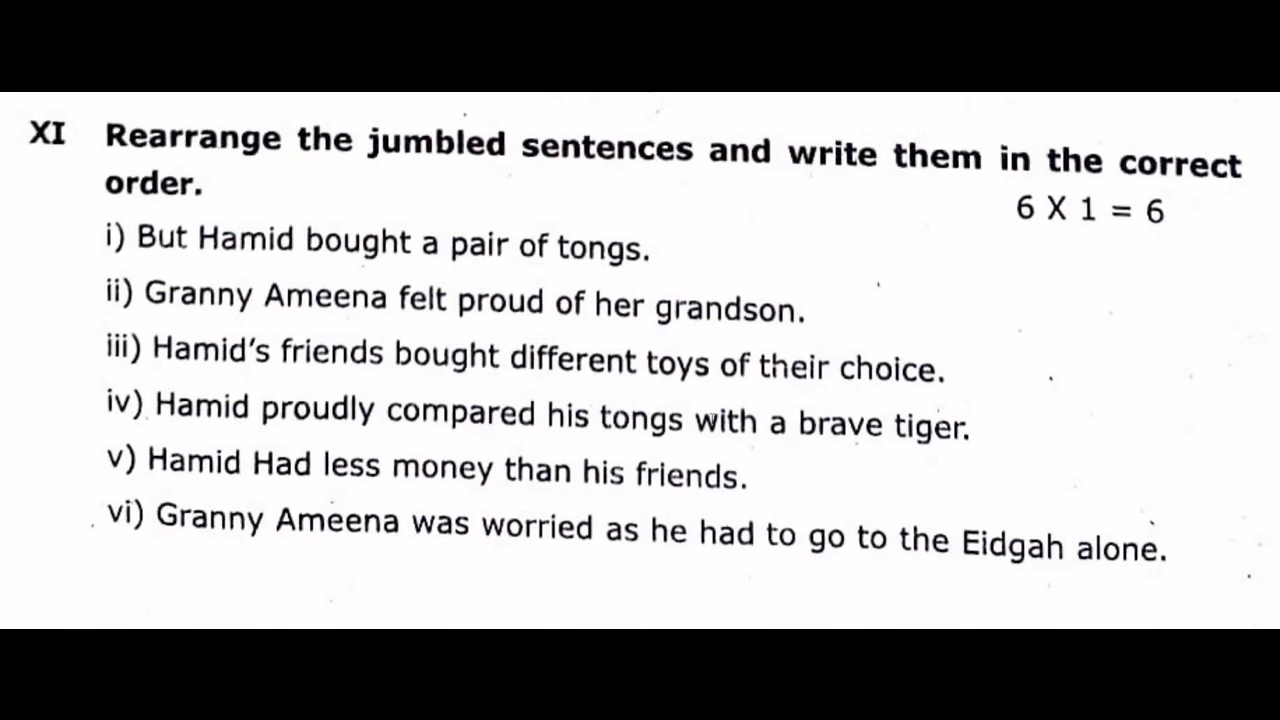 XI Rearrange the jumbled sentences and write them in the correct
order.
6 X 1 = 6
i) But Hamid bought a pair of tongs.
ii) Granny Ameena felt proud of her grandson.
iii) Hamid's friends bought different toys of their choice.
iv) Hamid proudly compared his tongs with a brave tiger.
v) Hamid Had less money than his friends.
vi) Granny Ameena was worried as he had to go to the Eidgah alone.